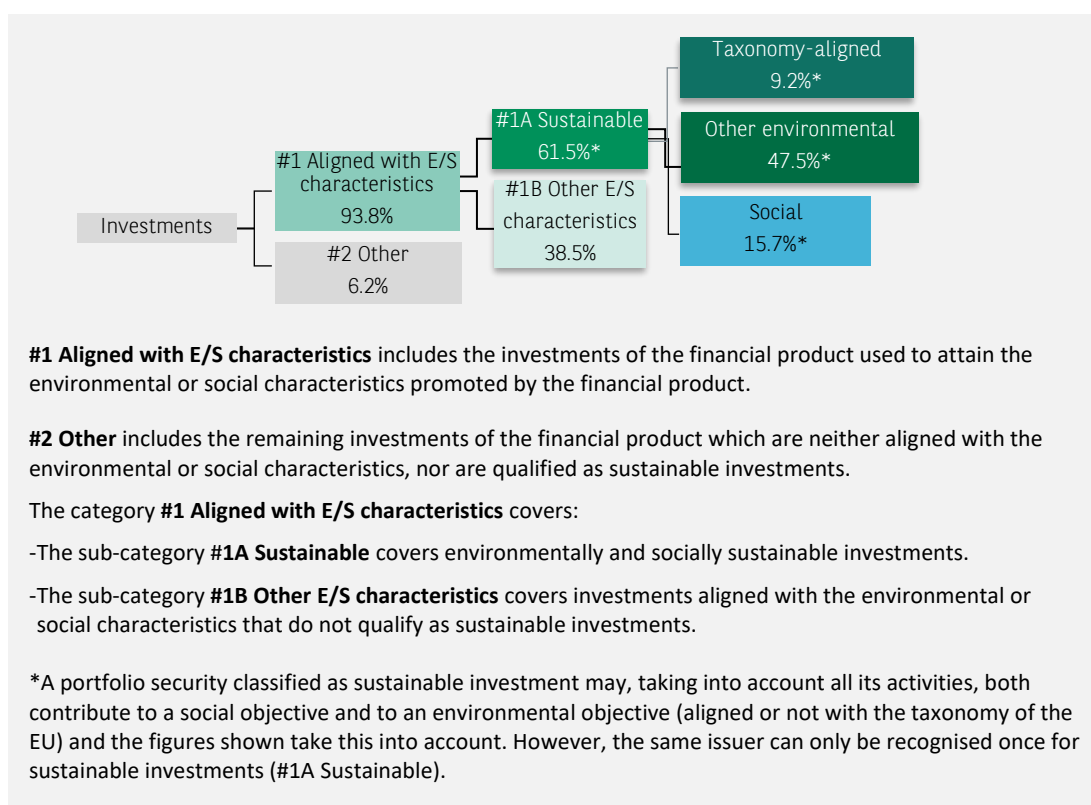 Taxonomy-aligned
9.2%*
#1A Sustainable
61.5%*
Other environmental
47.5%*
#1 Aligned with E/S
characteristics
93.8%
#1B Other E/S
characteristics
38.5%
Social
15.7%*
Investments
#2 Other
6.2%
#1 Aligned with E/S characteristics includes the investments of the financial product used to attain the
environmental or social characteristics promoted by the financial product.
#2 Other includes the remaining investments of the financial product which are neither aligned with the
environmental or social characteristics, nor are qualified as sustainable investments.
The category #1 Aligned with E/S characteristics covers:
-The sub-category #1A Sustainable covers environmentally and socially sustainable investments.
-The sub-category #1B Other E/S characteristics covers investments aligned with the environmental or
social characteristics that do not qualify as sustainable investments.
*A portfolio security classified as sustainable investment may, taking into account all its activities, both
contribute to a social objective and to an environmental objective (aligned or not with the taxonomy of the
EU) and the figures shown take this into account. However, the same issuer can only be recognised once for
sustainable investments (#1A Sustainable).